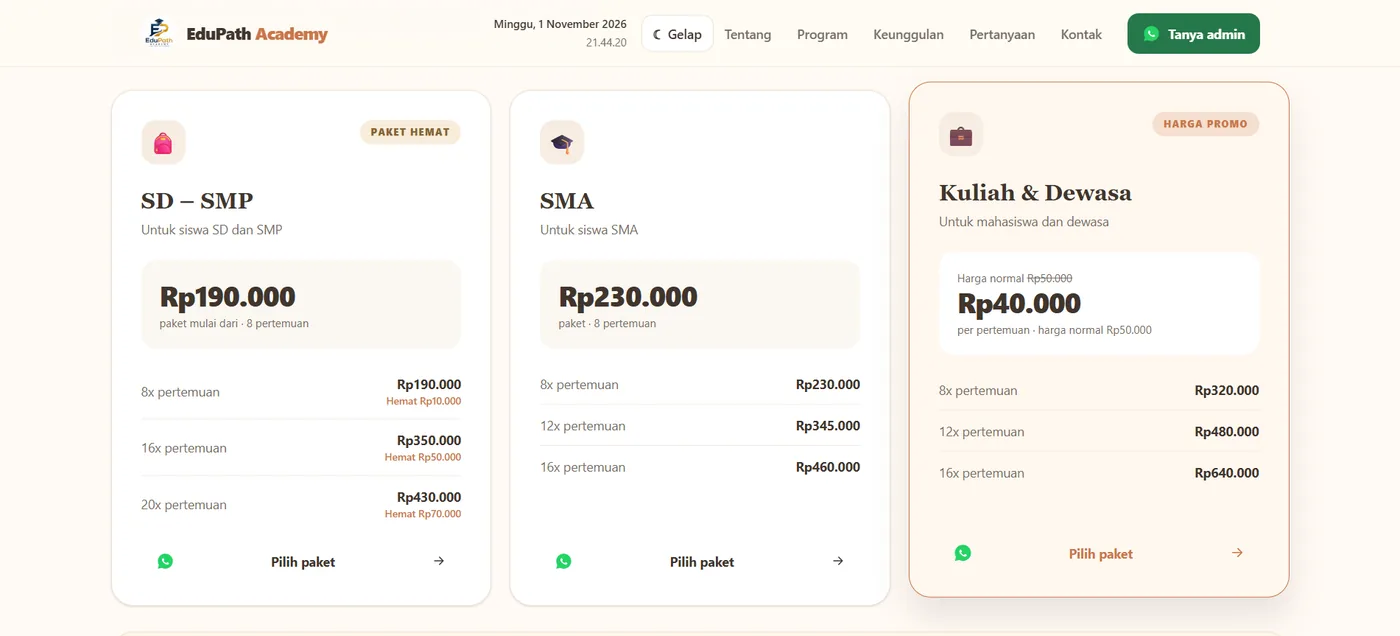 EduPath Academy
Minggu, 1 November 2026
21.44.20
Gelap
Tentang
Program
Keunggulan
Pertanyaan
Kontak
Tanya admin
PAKET HEMAT
SD – SMP
Untuk siswa SD dan SMP
Rp190.000
paket mulai dari · 8 pertemuan
8x pertemuan
Rp190.000
Hemat Rp10.000
16x pertemuan
Rp350.000
Hemat Rp50.000
20x pertemuan
Rp430.000
Hemat Rp70.000
Pilih paket →
SMA
Untuk siswa SMA
Rp230.000
paket · 8 pertemuan
8x pertemuan Rp230.000
12x pertemuan Rp345.000
16x pertemuan Rp460.000
Pilih paket →
HARGA PROMO
Kuliah & Dewasa
Untuk mahasiswa dan dewasa
Harga normal Rp50.000
Rp40.000
per pertemuan · harga normal Rp50.000
8x pertemuan Rp320.000
12x pertemuan Rp480.000
16x pertemuan Rp640.000
Pilih paket →